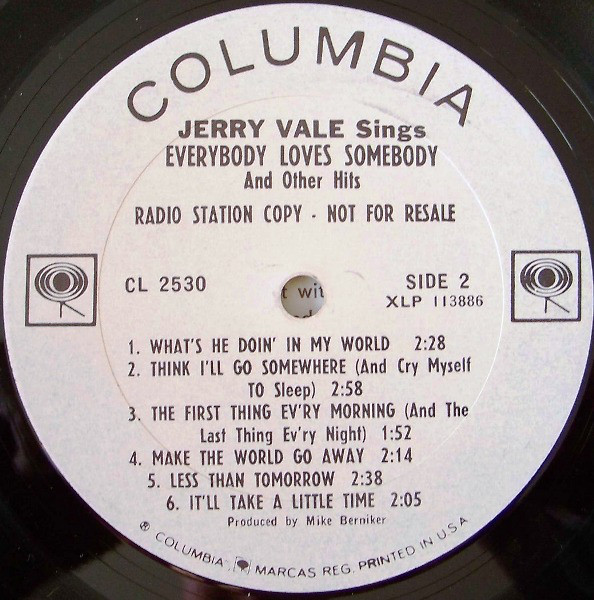 COLUMBIA
JERRY VALE Sings
EVERYBODY LOVES SOMEBODY
And Other Hits
RADIO STATION COPY - NOT FOR RESALE
CL 2530
t wit
SIDE 2
XLP 113886
1. WHAT'S HE DOIN' IN MY WORLD 2:28
2. THINK I'LL GO SOMEWHERE (And Cry Myself
TO Sleep) 2:58
3. THE FIRST THING EV'RY MORNING (And The
Last Thing Ev'ry Night) 1:52
4. MAKE THE WORLD GO AWAY 2:14
5. LESS THAN TOMORROW 2:38
6. IT'LL TAKE A LITTLE TIME 2:05
Produced by Mike Berniker
® COLUMBIA, MARCAS REG. PRINTED IN U.S.A